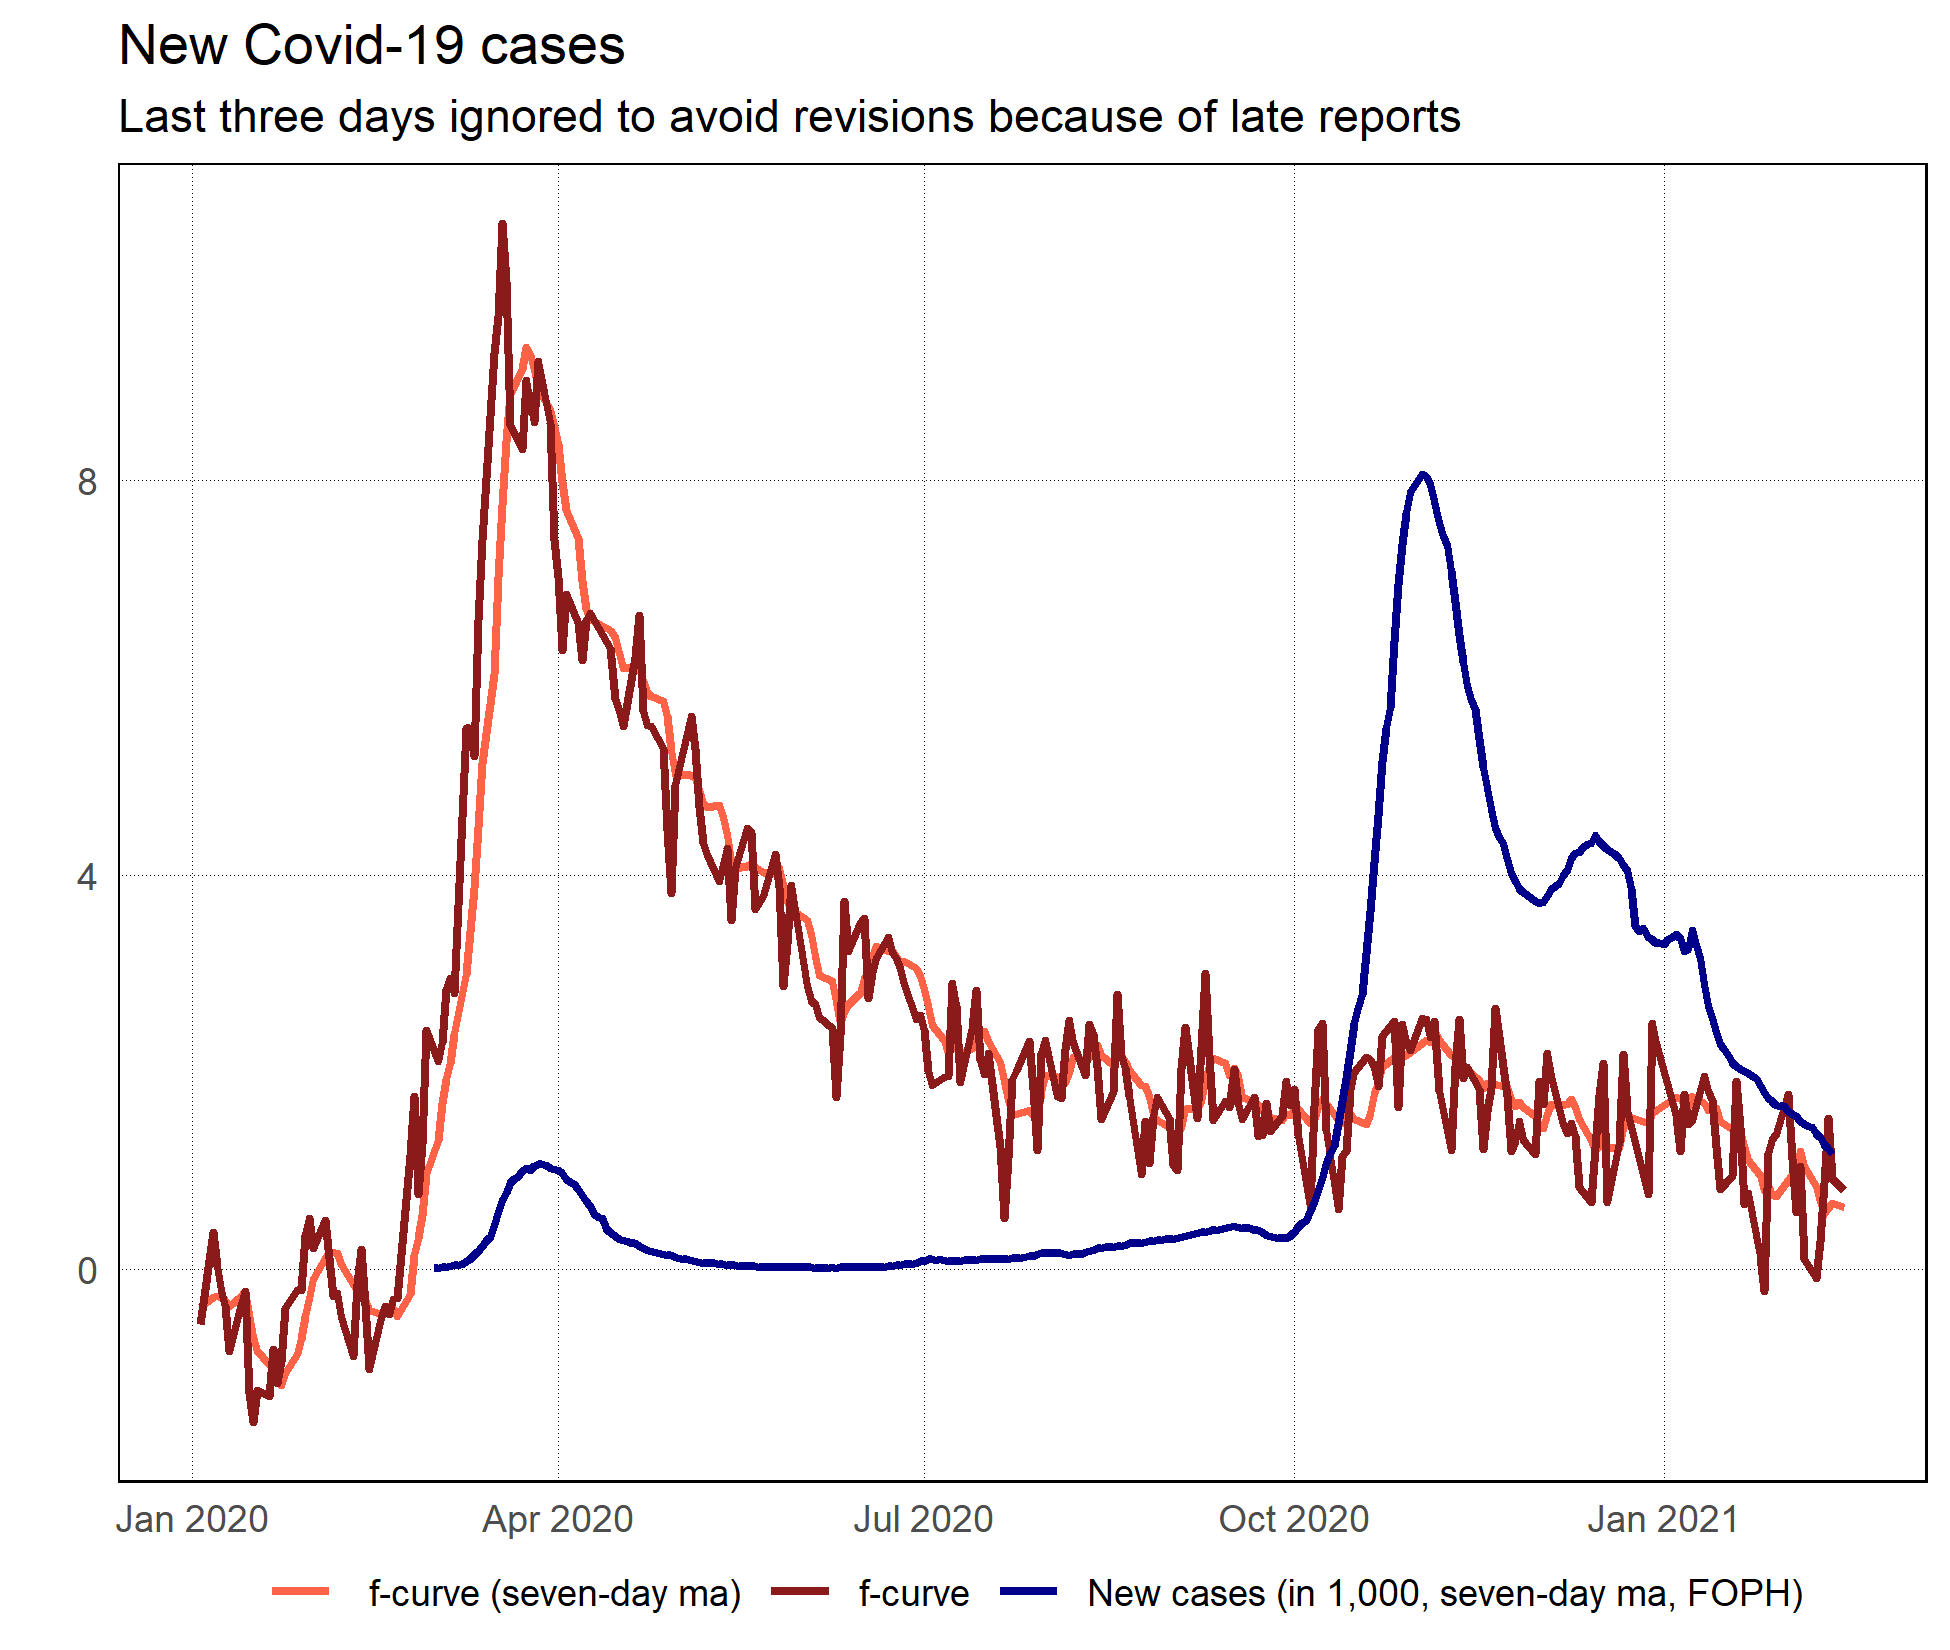 New Covid-19 cases
Last three days ignored to avoid revisions because of late reports
8
4
0
Jan 2020 Apr 2020 Jul 2020 Oct 2020 Jan 2021
f-curve (seven-day ma) f-curve New cases (in 1,000, seven-day ma, FOPH)